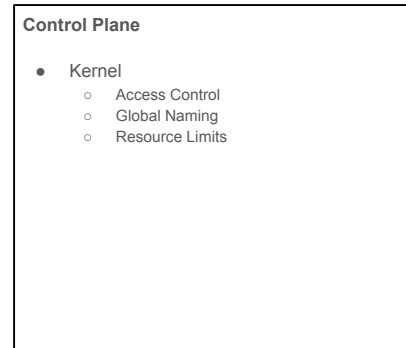 Control Plane
● Kernel
○ Access Control
○ Global Naming
○ Resource Limits